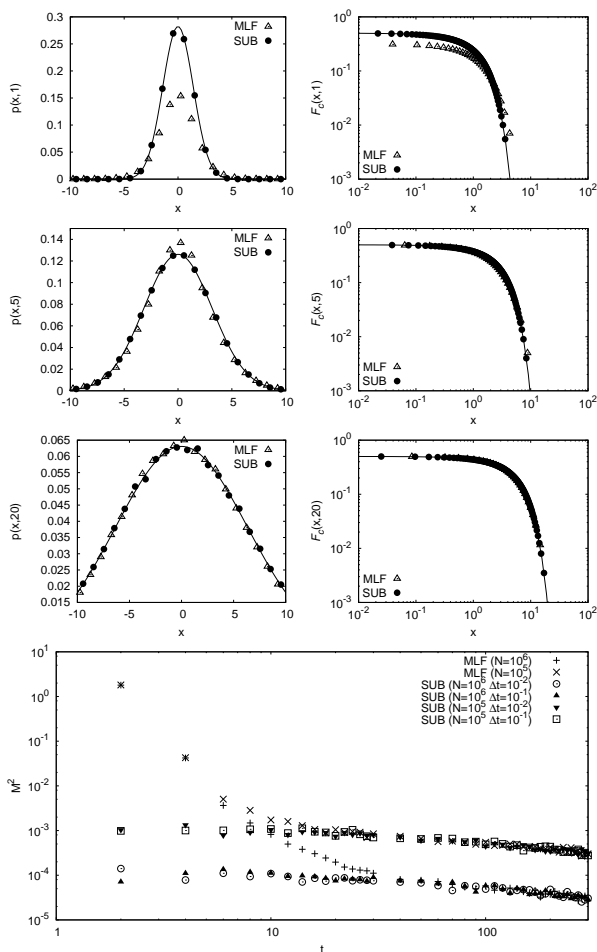 0.3
0.25
0.2
0.15
0.1
0.05
0
-10 -5 0 5 10
x
p(x,1)
MLF
SUB
10^0
10^-1
10^-2
10^-3
10^-2 10^-1 10^0 10^1 10^2
x
F_c(x,1)
MLF
SUB
0.15
0.12
0.09
0.06
0.03
0
-10 -5 0 5 10
x
p(x,5)
MLF
SUB
10^0
10^-1
10^-2
10^-3
10^-2 10^-1 10^0 10^1 10^2
x
F_c(x,5)
MLF
SUB
0.065
0.06
0.055
0.05
0.045
0.04
0.035
0.03
0.025
0.02
0.015
-10 -5 0 5 10
x
p(x,20)
MLF
SUB
10^0
10^-1
10^-2
10^-3
10^-2 10^-1 10^0 10^1 10^2
x
F_c(x,20)
MLF
SUB
10^1
10^0
10^-1
10^-2
10^-3
10^-4
10^-5
1 10 100
t
M^2
MLF (N=10^6)
MLF (N=10^5)
SUB (N=10^6 Δt=10^-2)
SUB (N=10^6 Δt=10^-1)
SUB (N=10^5 Δt=10^-2)
SUB (N=10^5 Δt=10^-1)